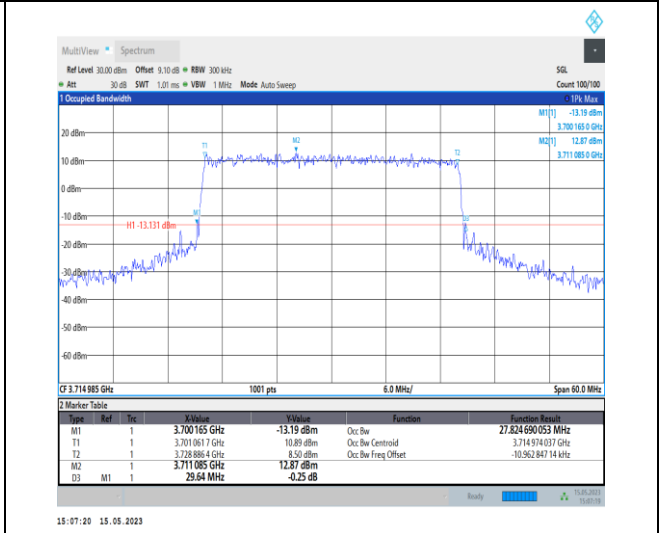 MultiView Spectrum
Ref Level 30.00 dBm Offset 9.10 dB RBW 300 kHz SGL
Att 30 dB SWT 1.01 ms VBW 1 MHz Mode Auto Sweep Count 100/100
1 Occupied Bandwidth 1Pk Max
M1[1] -13.19 dBm
3.700 165 0 GHz
M2[1] 12.87 dBm
3.711 085 0 GHz
20 dBm
T1
M2
T2
10 dBm
0 dBm
-10 dBm
M1
H1 -13.131 dBm
-20 dBm
-30 dBm
-40 dBm
-50 dBm
-60 dBm
CF 3.714 985 GHz 1001 pts 6.0 MHz/ Span 60.0 MHz
2 Marker Table
Type Ref Trc X-Value Y-Value Function Function Result
M1 1 3.700165 GHz -13.19 dBm Occ Bw 27.824 690 053 MHz
T1 1 3.701 061 7 GHz 10.89 dBm Occ Bw Centroid 3.714 974 037 GHz
T2 1 3.728 886 4 GHz 8.50 dBm Occ Bw Freq Offset -10.962 847 14 kHz
M2 1 3.711 085 GHz 12.87 dBm
D3 M1 1 29.64 MHz -0.25 dB
Ready 15.05.2023
15:07:19
15:07:20 15.05.2023